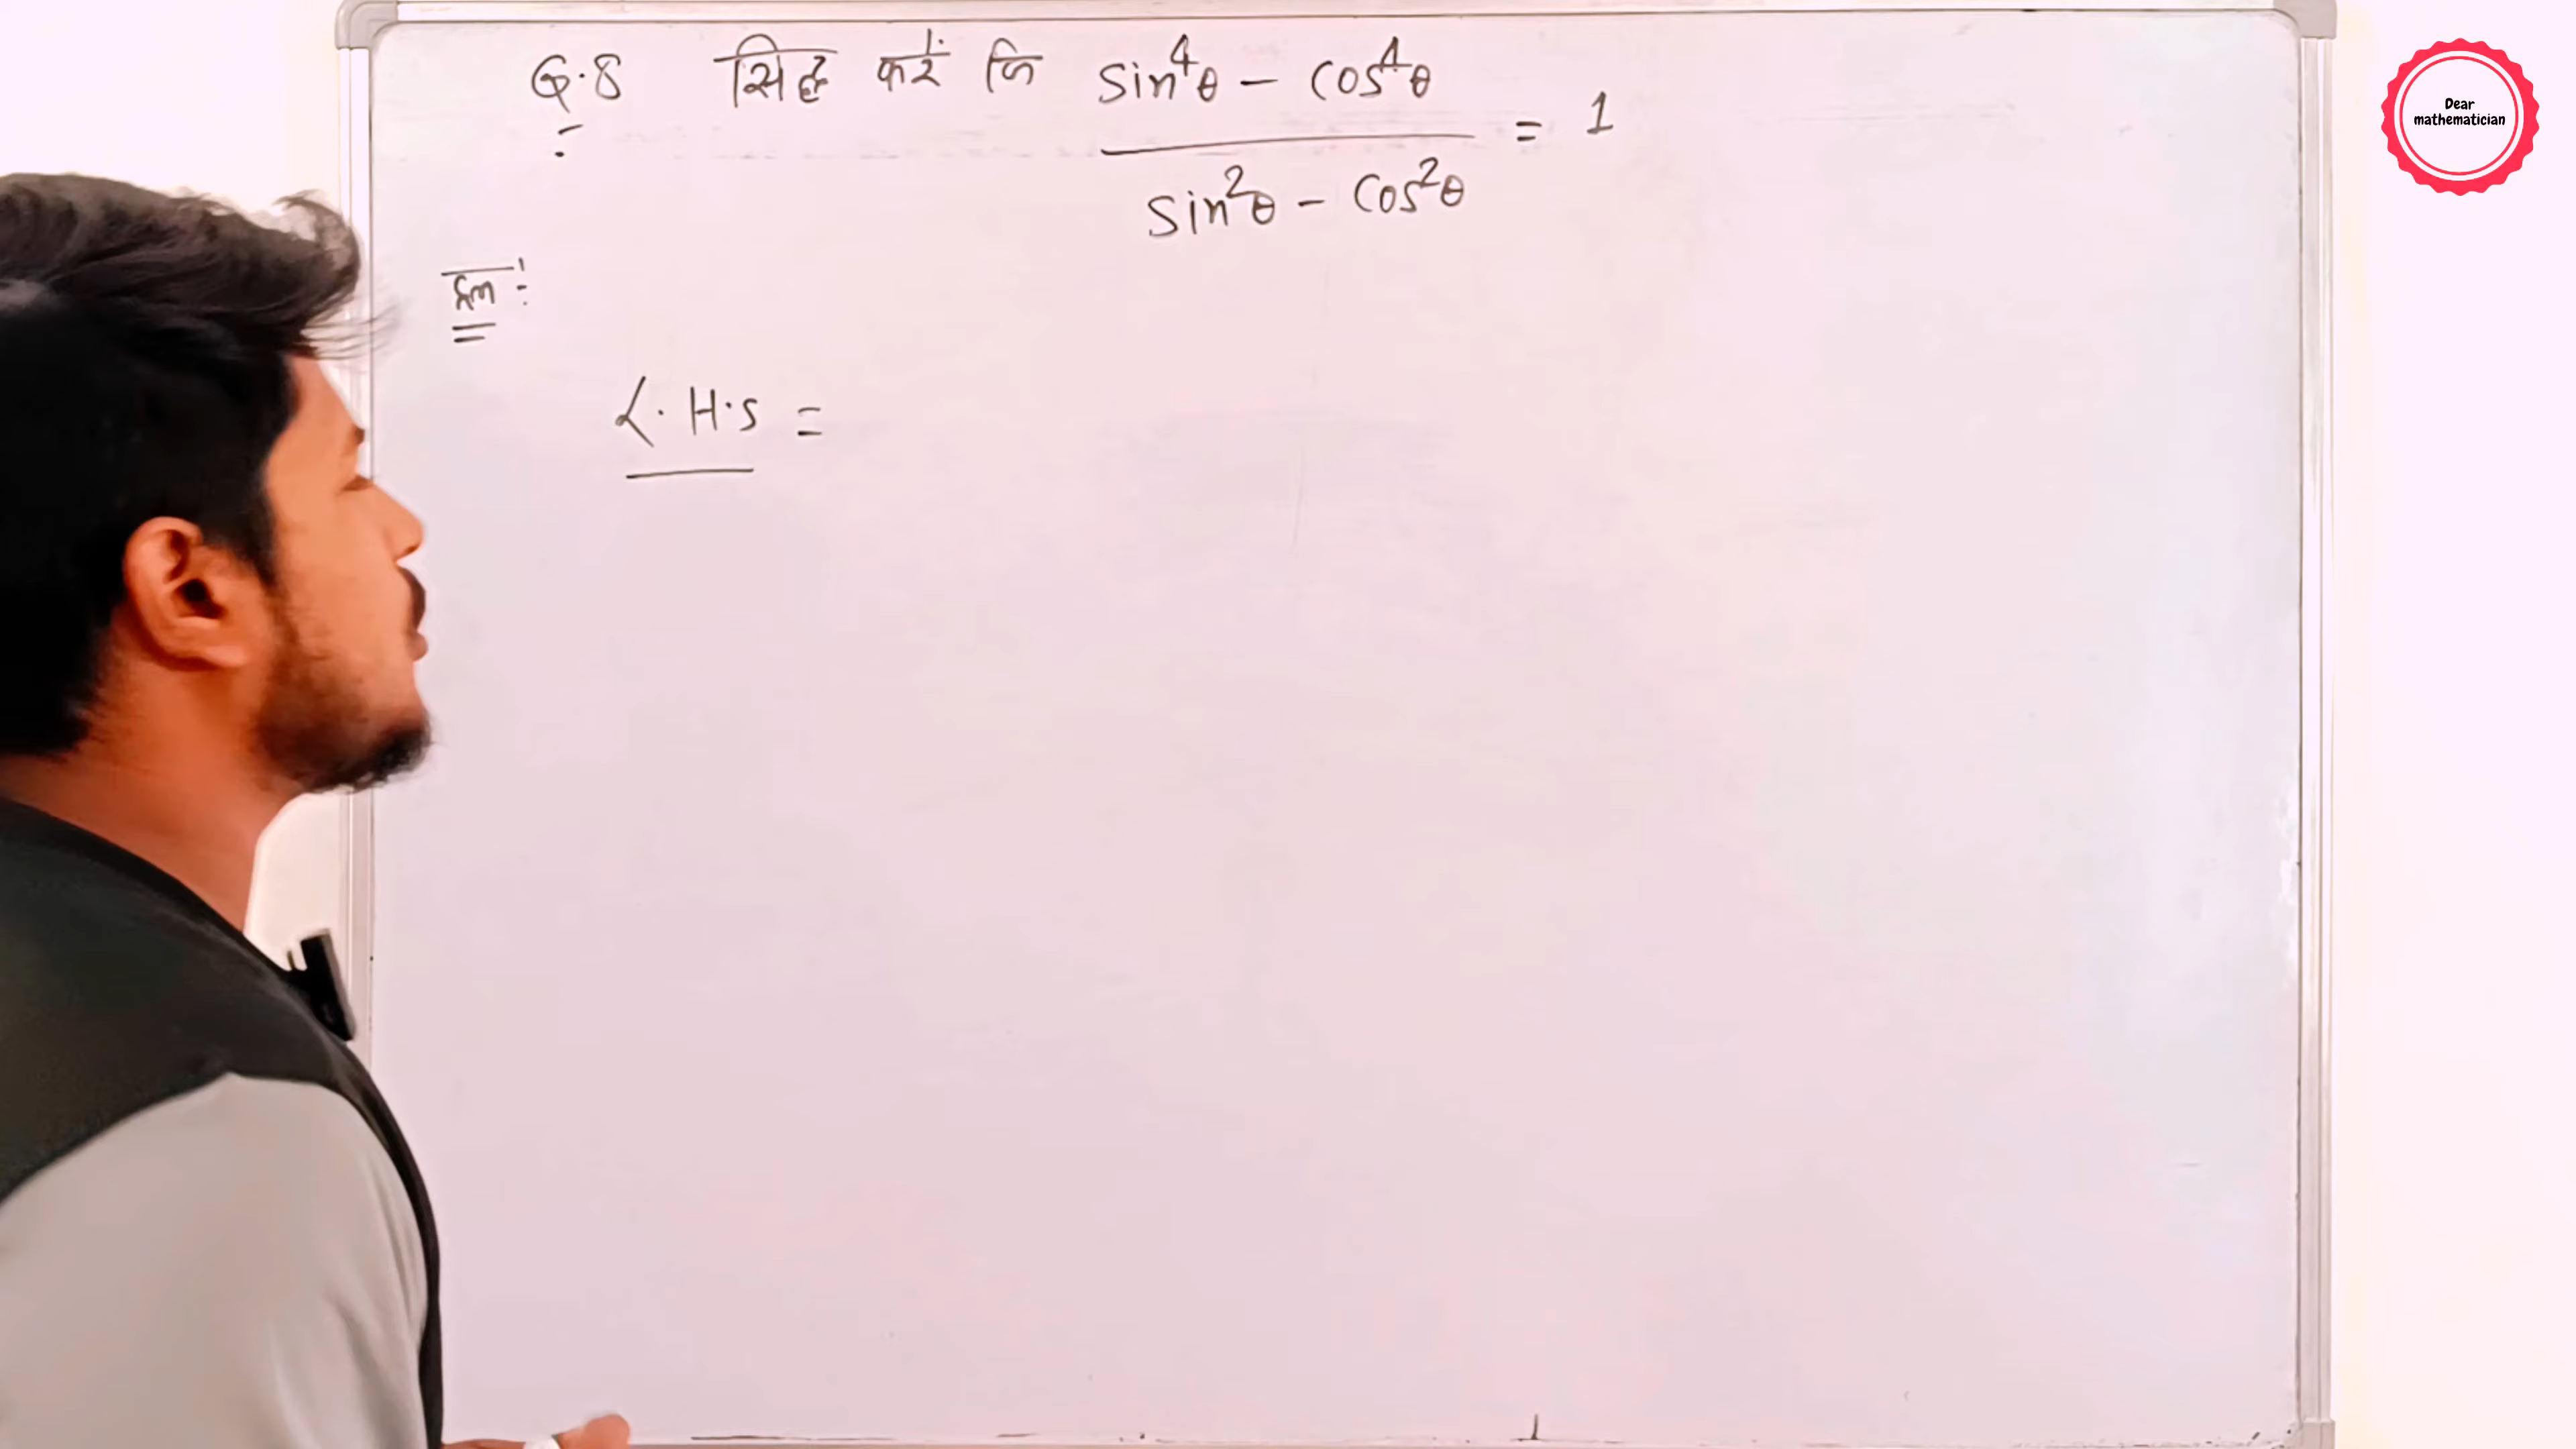 Q.8 सिद्ध करें कि sin⁴θ - cos⁴θ / sin²θ - cos²θ = 1
हल :-
L.H.S =
Dear
mathematician